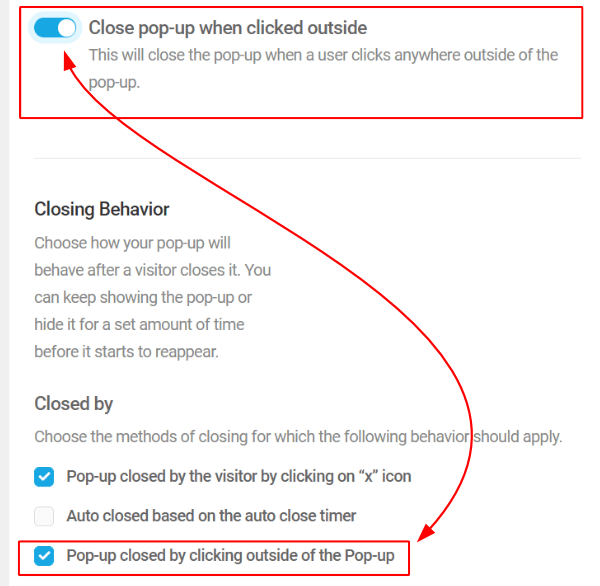 Close pop-up when clicked outside
This will close the pop-up when a user clicks anywhere outside of the
pop-up.
Closing Behavior
Choose how your pop-up will
behave after a visitor closes it. You
can keep showing the pop-up or
hide it for a set amount of time
before it starts to reappear.
Closed by
Choose the methods of closing for which the following behavior should apply.
Pop-up closed by the visitor by clicking on “x” icon
Auto closed based on the auto close timer
Pop-up closed by clicking outside of the Pop-up